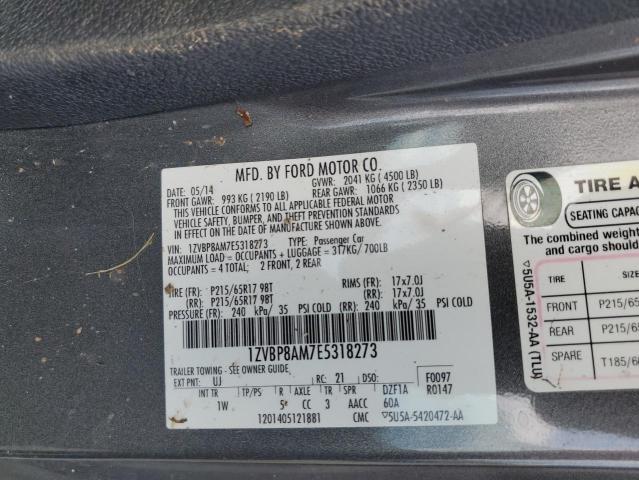 MFD. BY FORD MOTOR CO.
DATE: 05/14 GVWR: 2041 KG ( 4500 LB)
FRONT GAWR: 993 KG ( 2190 LB) REAR GAWR: 1066 KG ( 2350 LB)
THIS VEHICLE CONFORMS TO ALL APPLICABLE FEDERAL MOTOR
VEHICLE SAFETY, BUMPER, AND THEFT PREVENTION STANDARDS
IN EFFECT ON THE DATE OF MANUFACTURE SHOWN ABOVE.
VIN: 1ZVBP8AM7E5318273 TYPE: Passenger Car
MAXIMUM LOAD = OCCUPANTS + LUGGAGE = 317KG/ 700LB
OCCUPANTS = 4 TOTAL; 2 FRONT, 2 REAR
TIRE (FR): P215/65R17 98T RIMS (FR): 17x7.0J
(RR): P215/65R17 98T (RR): 17x7.0J
PRESSURE (FR): 240 kPa/ 35 PSI COLD (RR): 240 kPa/ 35 PSI COLD
1ZVBP8AM7E5318273
TRAILER TOWING - SEE OWNER GUIDE
EXT PNT: UJ RC: 21 DSO: F0097
INT TR TP/PS R AXLE TR DZF1A R0147
1W 5 CC 3 AACC 60A
1201405121881 CMC ▽5U5A-5420472-AA
TIRE A
SEATING CAPAC
The combined weight
and cargo should
TIRE SIZE
FRONT P215/65
REAR P215/65
SPARE T185/6
▽5U5A-1532-AA (TLU)